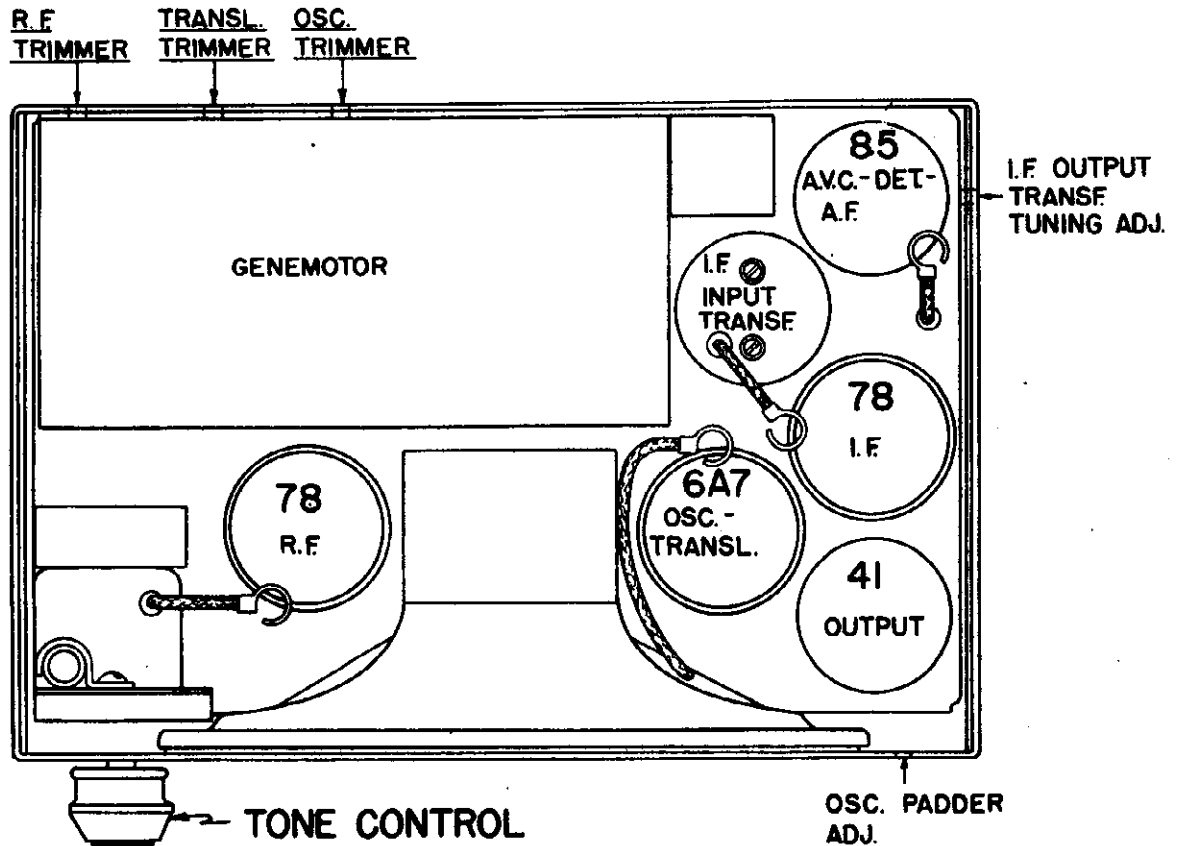 R.F.
TRIMMER
TRANSL.
TRIMMER
OSC.
TRIMMER
85
A.V.C.-DET.-
A.F.
I.F. OUTPUT
TRANSF.
TUNING ADJ.
GENEMOTOR
I.F.
INPUT
TRANSF.
78
I.F.
78
R.F.
6A7
OSC.-
TRANSL.
41
OUTPUT
TONE CONTROL
OSC. PADDER
ADJ.